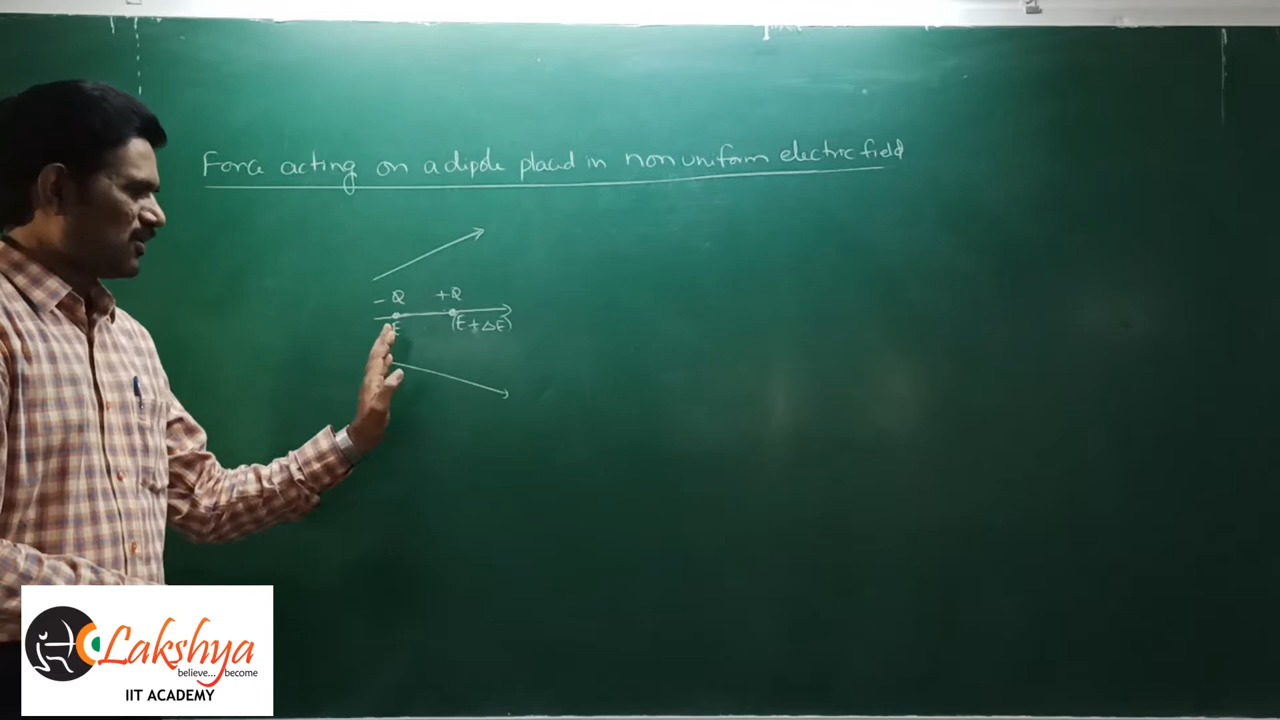 Force acting on a dipole placed in non uniform electric field
-Q +Q
E (E+ΔE)
Lakshya
believe... become
IIT ACADEMY